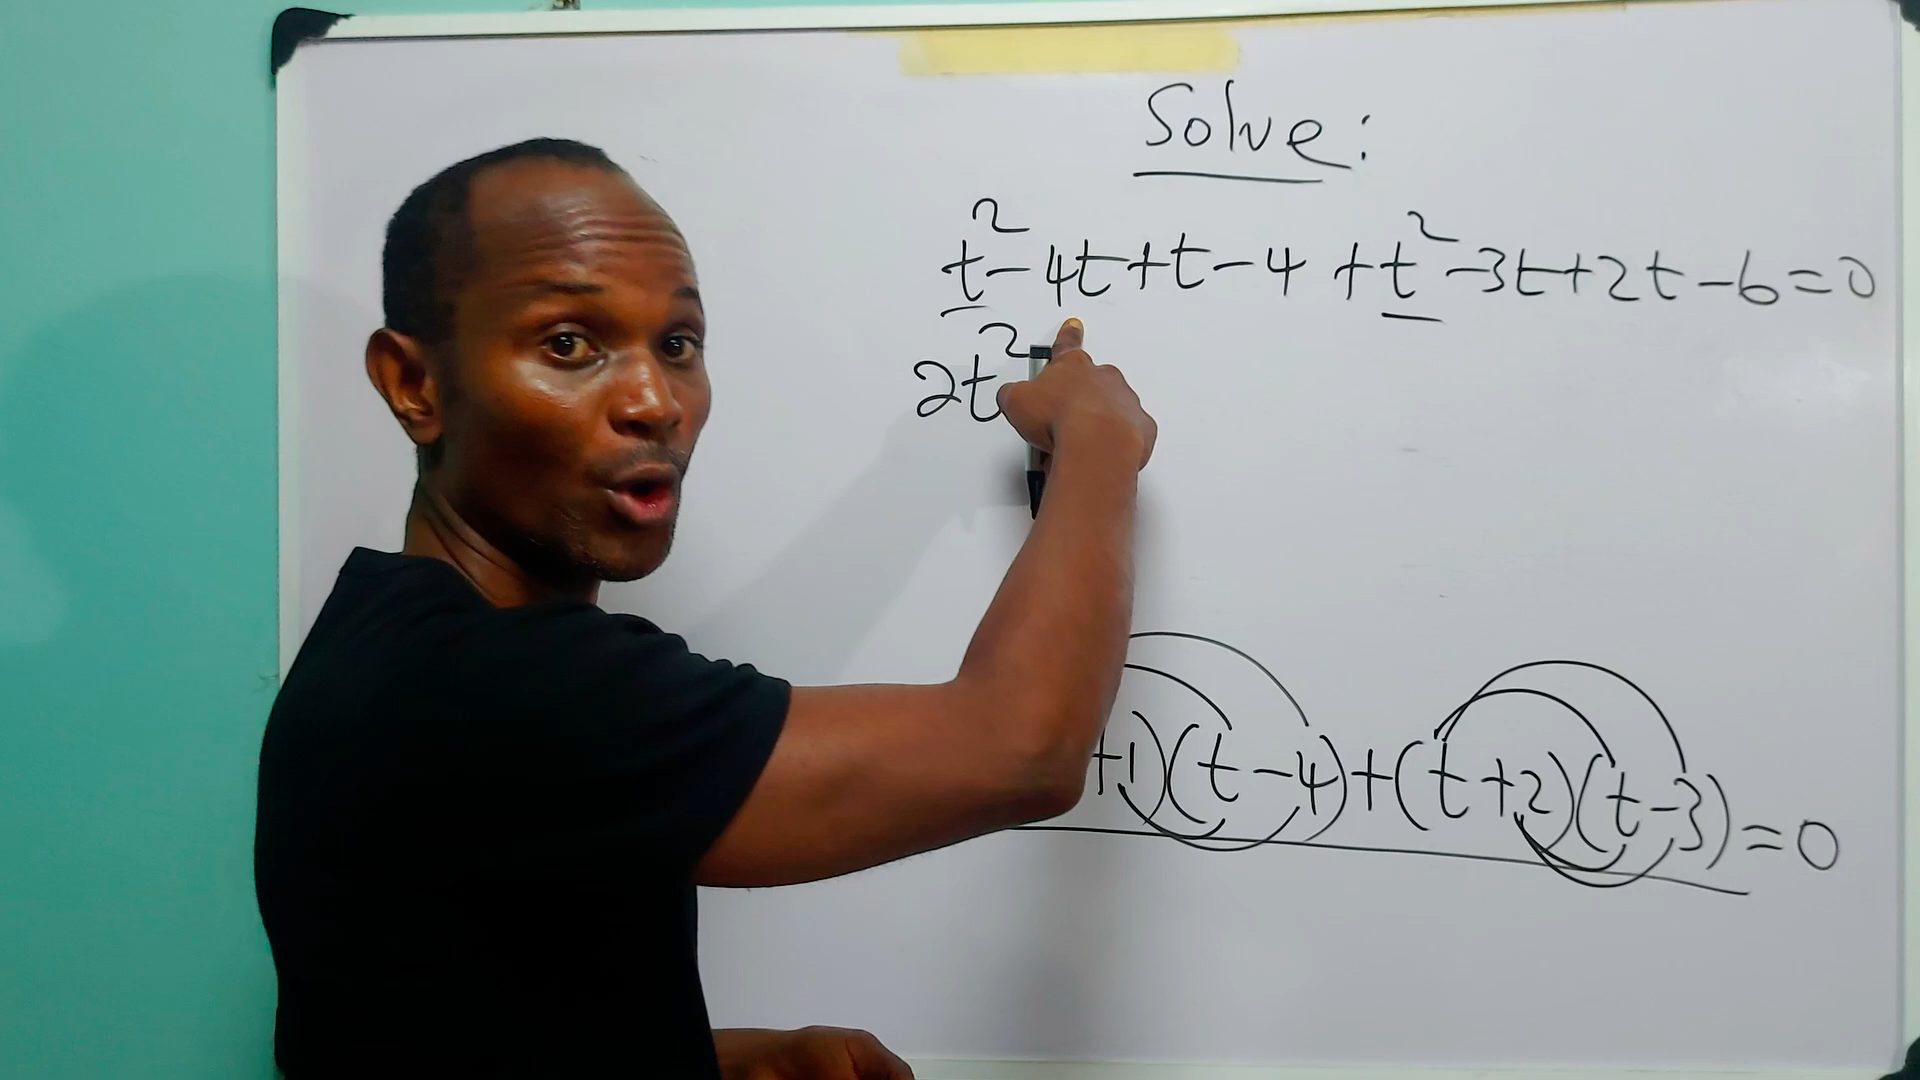 Solve:
t² - 4t + t - 4 + t² - 3t + 2t - 6 = 0
2t²
+1)(t - 4) + (t + 2)(t - 3) = 0